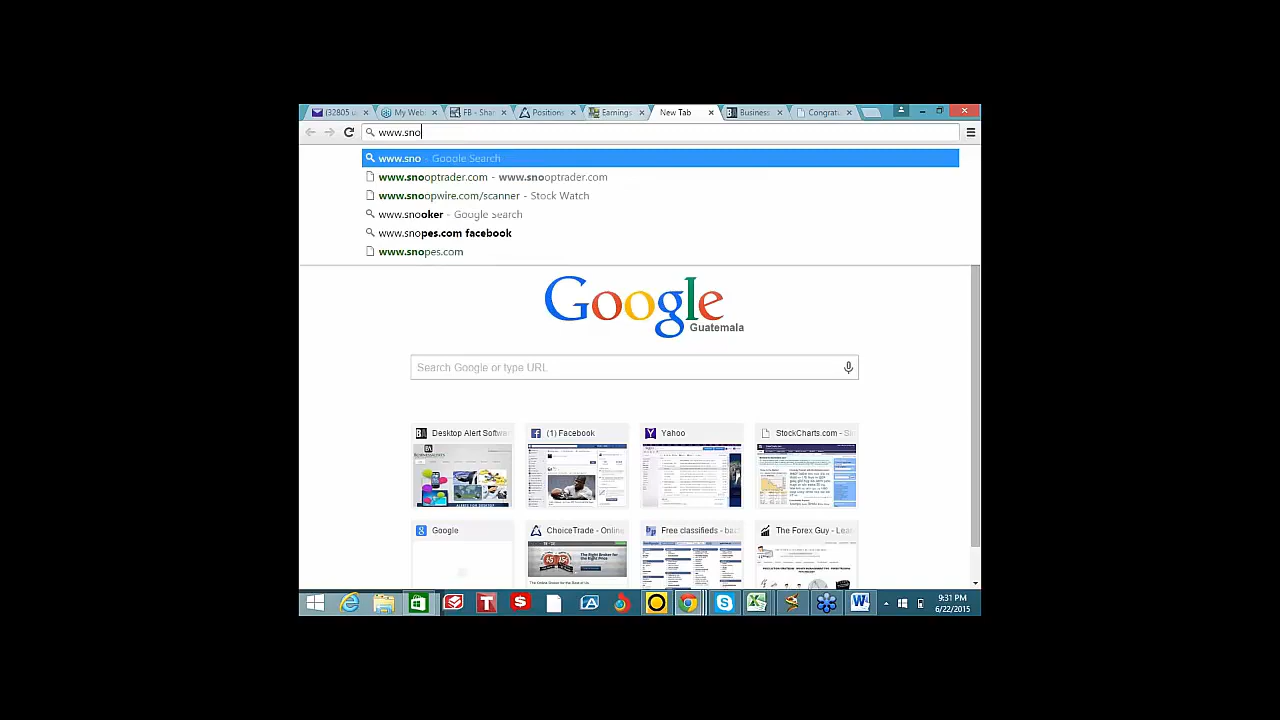 (32805 u
My Web
FB - Shar
Positions
Earnings
New Tab
Business
Congrat
www.sno
www.sno - Google Search
www.snooptrader.com - www.snooptrader.com
www.snoopwire.com/scanner - Stock Watch
www.snooker - Google Search
www.snopes.com facebook
www.snopes.com
Google
Guatemala
Search Google or type URL
Desktop Alert Softwa
(1) Facebook
Yahoo
StockCharts.com - Si
Google
ChoiceTrade - Online
Free classifieds - bac
The Forex Guy - Lea
9:31 PM
6/22/2015